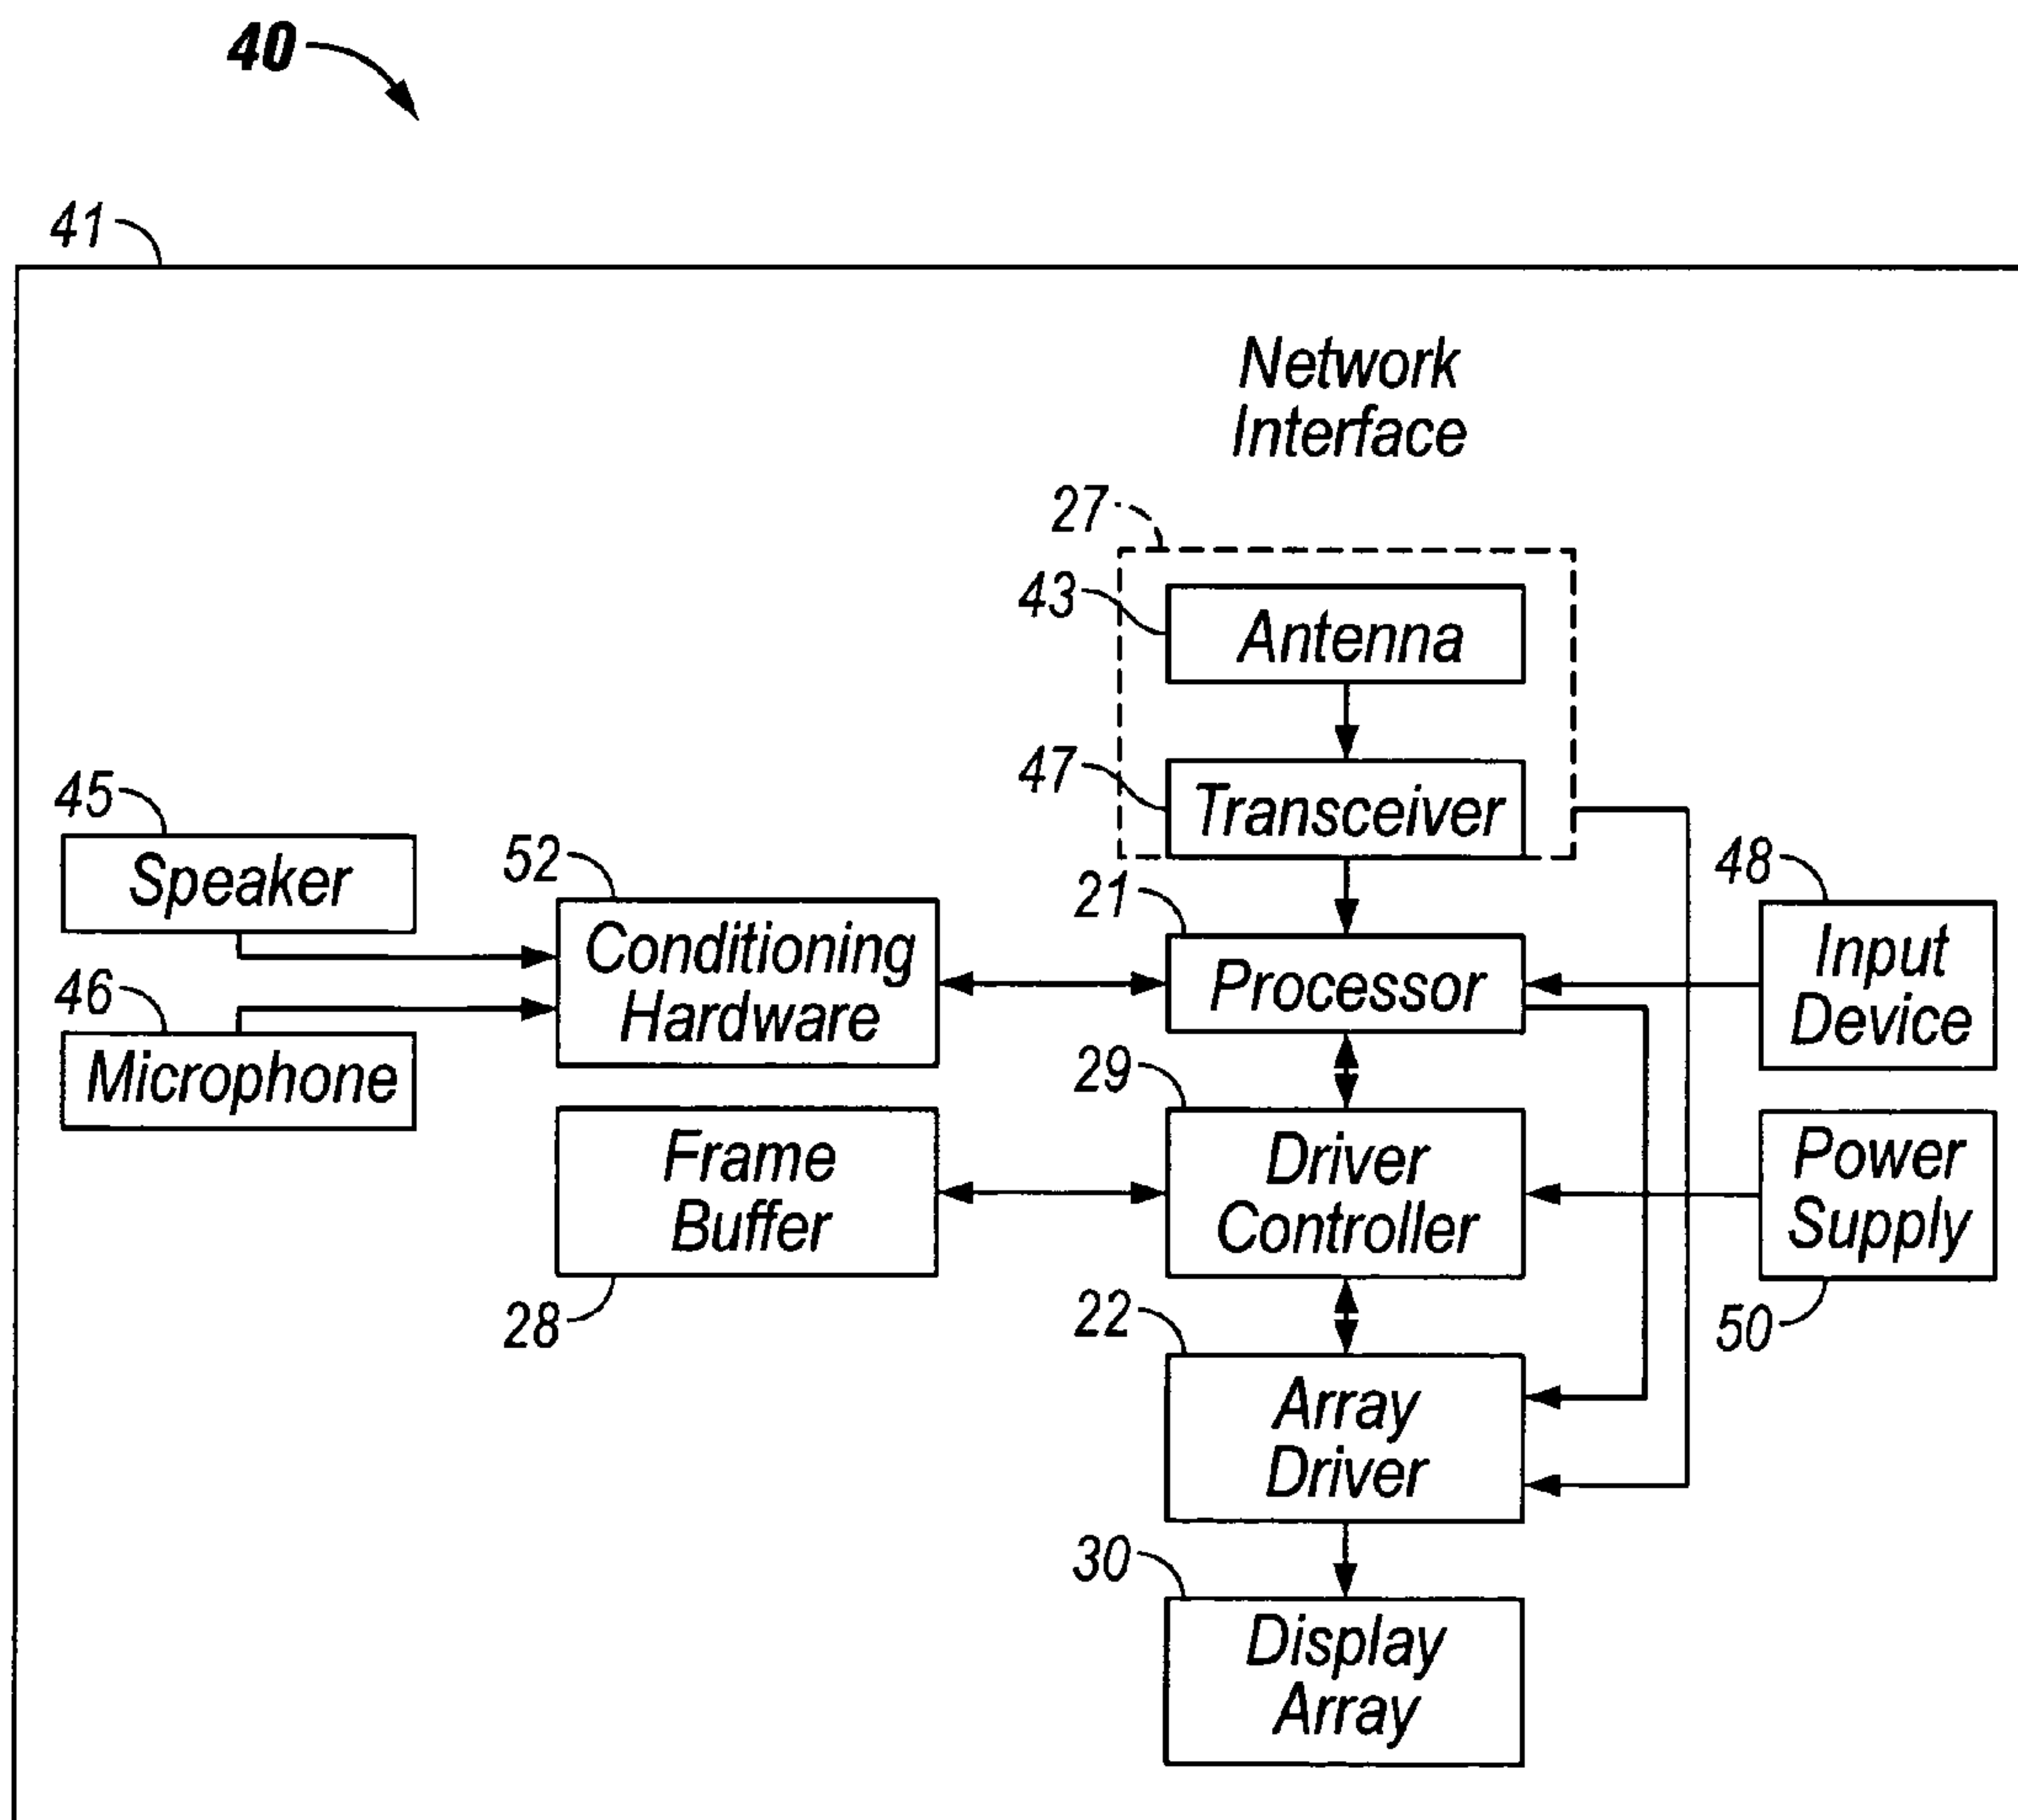 40
41
Network
Interface
27
43
Antenna
47
Transceiver
45
Speaker
52
Conditioning
Hardware
21
Processor
48
Input
Device
46
Microphone
29
Driver
Controller
Frame
Buffer
28
Power
Supply
50
22
Array
Driver
30
Display
Array